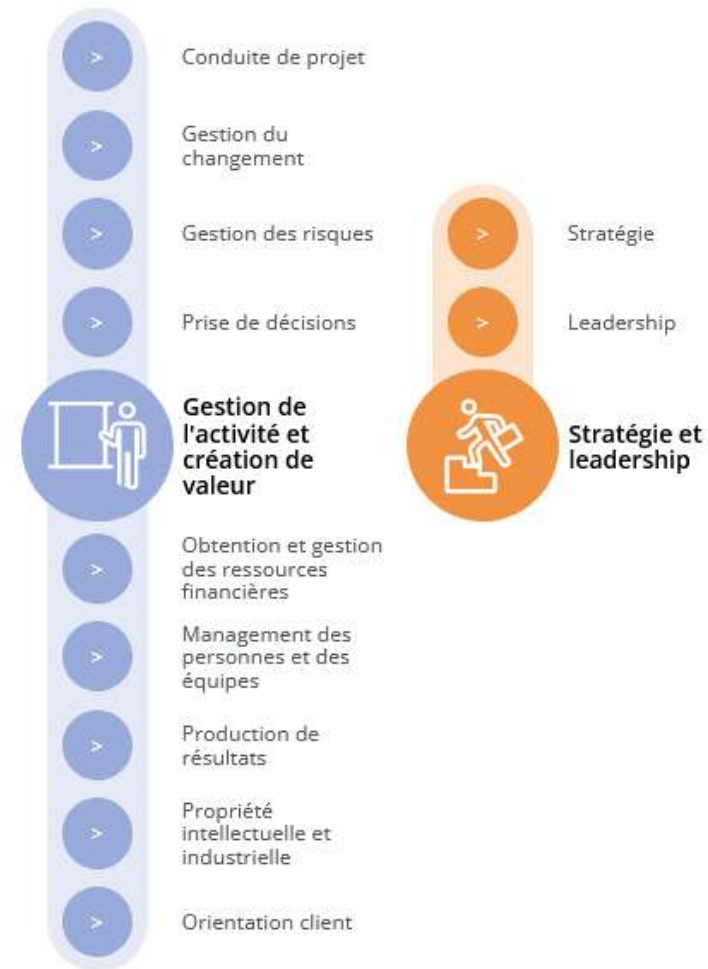 Conduite de projet
Gestion du
changement
Gestion des risques
Prise de décisions
Gestion de
l'activité et
création de
valeur
Obtention et gestion
des ressources
financières
Management des
personnes et des
équipes
Production de
résultats
Propriété
intellectuelle et
industrielle
Orientation client
Stratégie
Leadership
Stratégie et
leadership